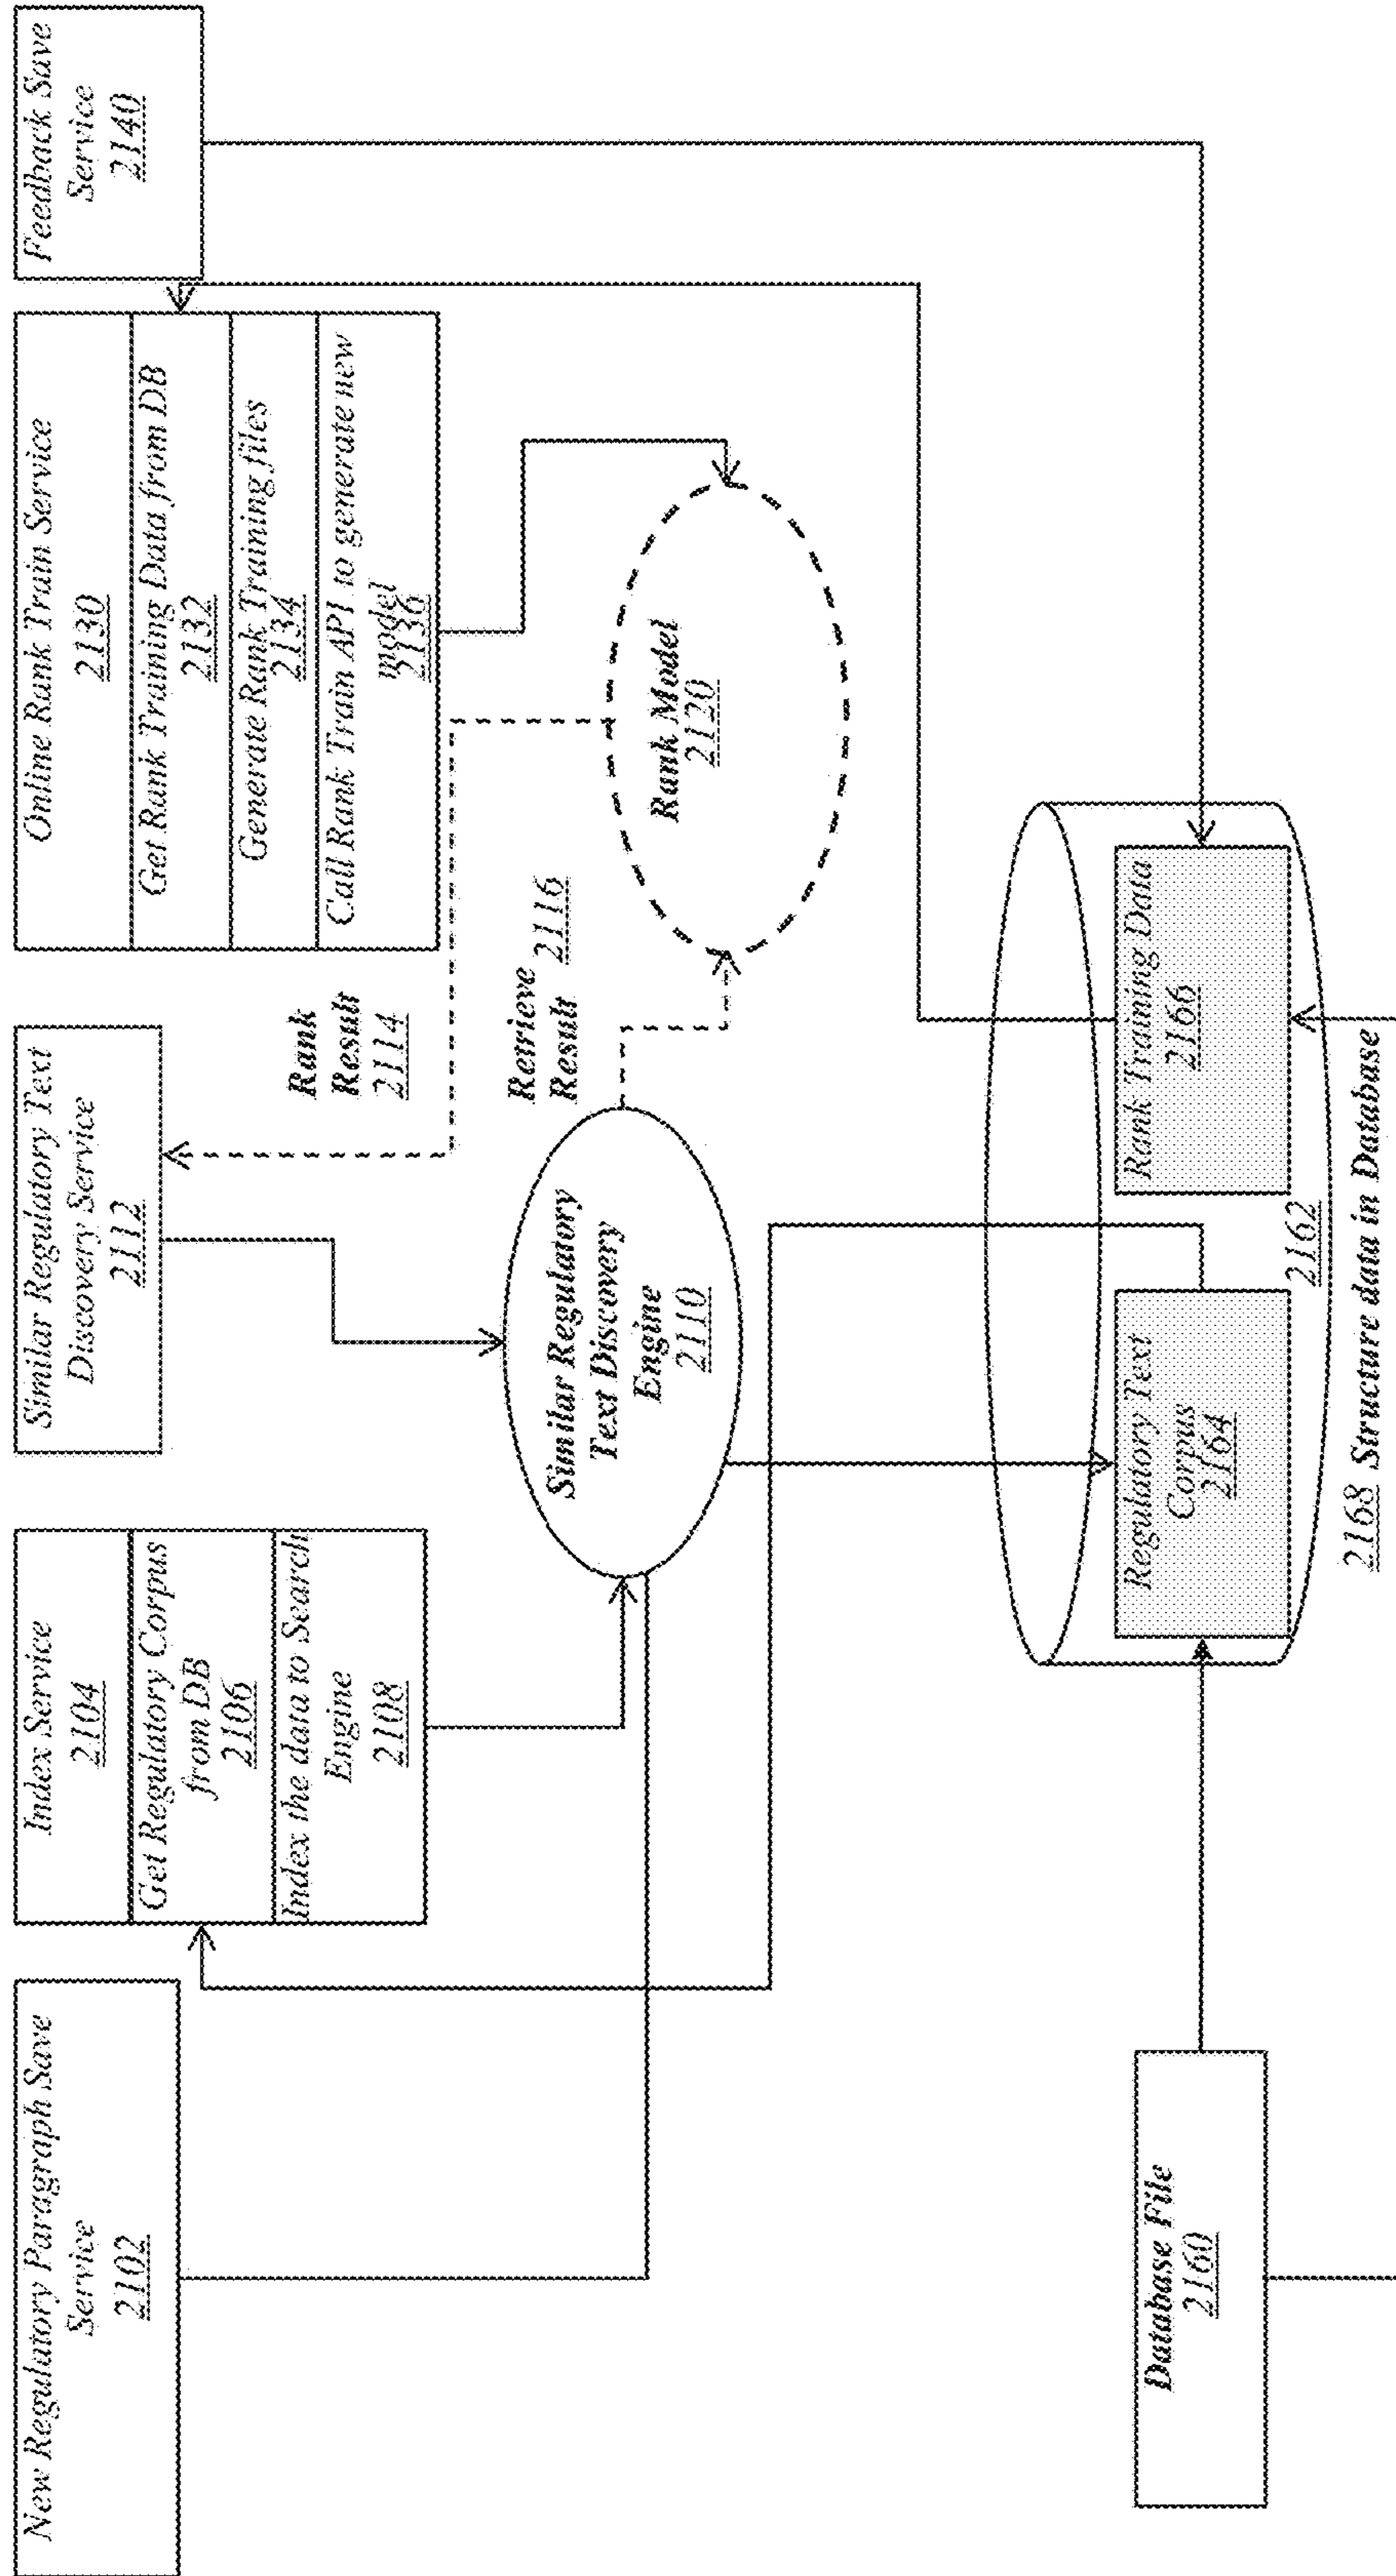 New Regulatory Paragraph Save
Service
2102
Index Service
2104
Get Regulatory Corpus
from DB
2106
Index the data to Search
Engine
2108
Similar Regulatory Text
Discovery Service
2112
Online Rank Train Service
2130
Get Rank Training Data from DB
2132
Generate Rank Training files
2134
Call Rank Train API to generate new
model
2136
Feedback Save
Service
2140
Rank
Result
2114
Retrieve
Result 2116
Similar Regulatory
Text Discovery
Engine
2110
Rank Model
2120
Database File
2160
Regulatory Text
Corpus
2164
Rank Training Data
2166
2162
2168 Structure data in Database